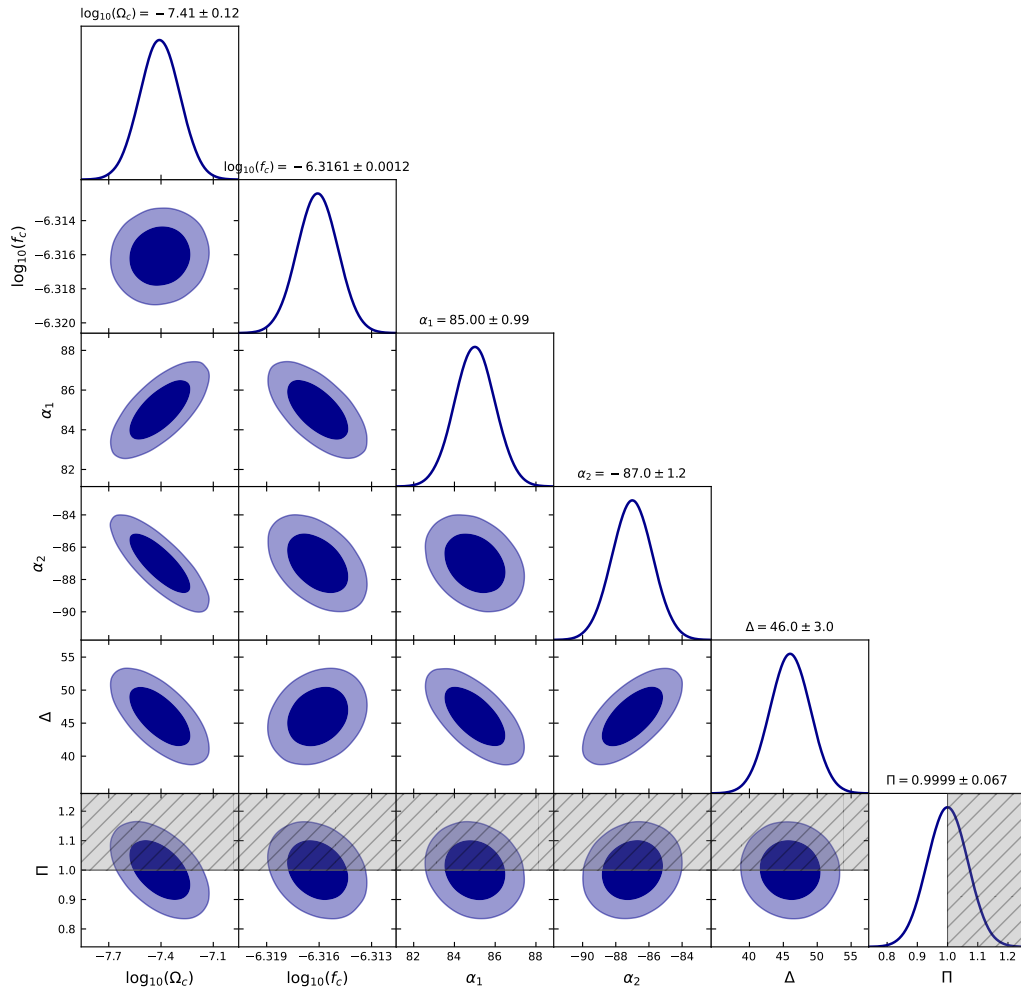 log₁₀(Ω_c) = −7.41 ± 0.12
log₁₀(f_c) = −6.3161 ± 0.0012
−6.314
−6.316
−6.318
−6.320
log₁₀(f_c)
α₁ = 85.00 ± 0.99
88
86
84
82
α₁
α₂ = −87.0 ± 1.2
−84
−86
−88
−90
α₂
Δ = 46.0 ± 3.0
55
50
45
40
Δ
Π = 0.9999 ± 0.067
1.2
1.1
1.0
0.9
0.8
Π
−7.7 −7.4 −7.1 −6.319 −6.316 −6.313 82 84 86 88 −90 −88 −86 −84 40 45 50 55 0.8 0.9 1.0 1.1 1.2
log₁₀(Ω_c) log₁₀(f_c) α₁ α₂ Δ Π